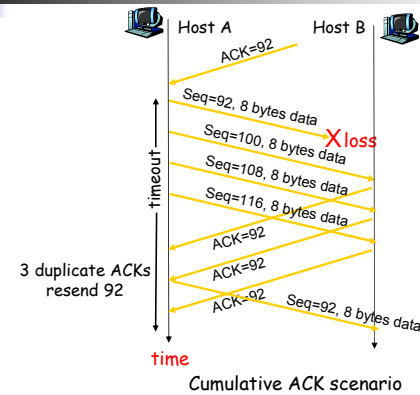 Host A
Host B
ACK=92
Seq=92, 8 bytes data
X loss
Seq=100, 8 bytes data
Seq=108, 8 bytes data
timeout
Seq=116, 8 bytes data
ACK=92
3 duplicate ACKs
resend 92
ACK=92
ACK=92
Seq=92, 8 bytes data
time
Cumulative ACK scenario